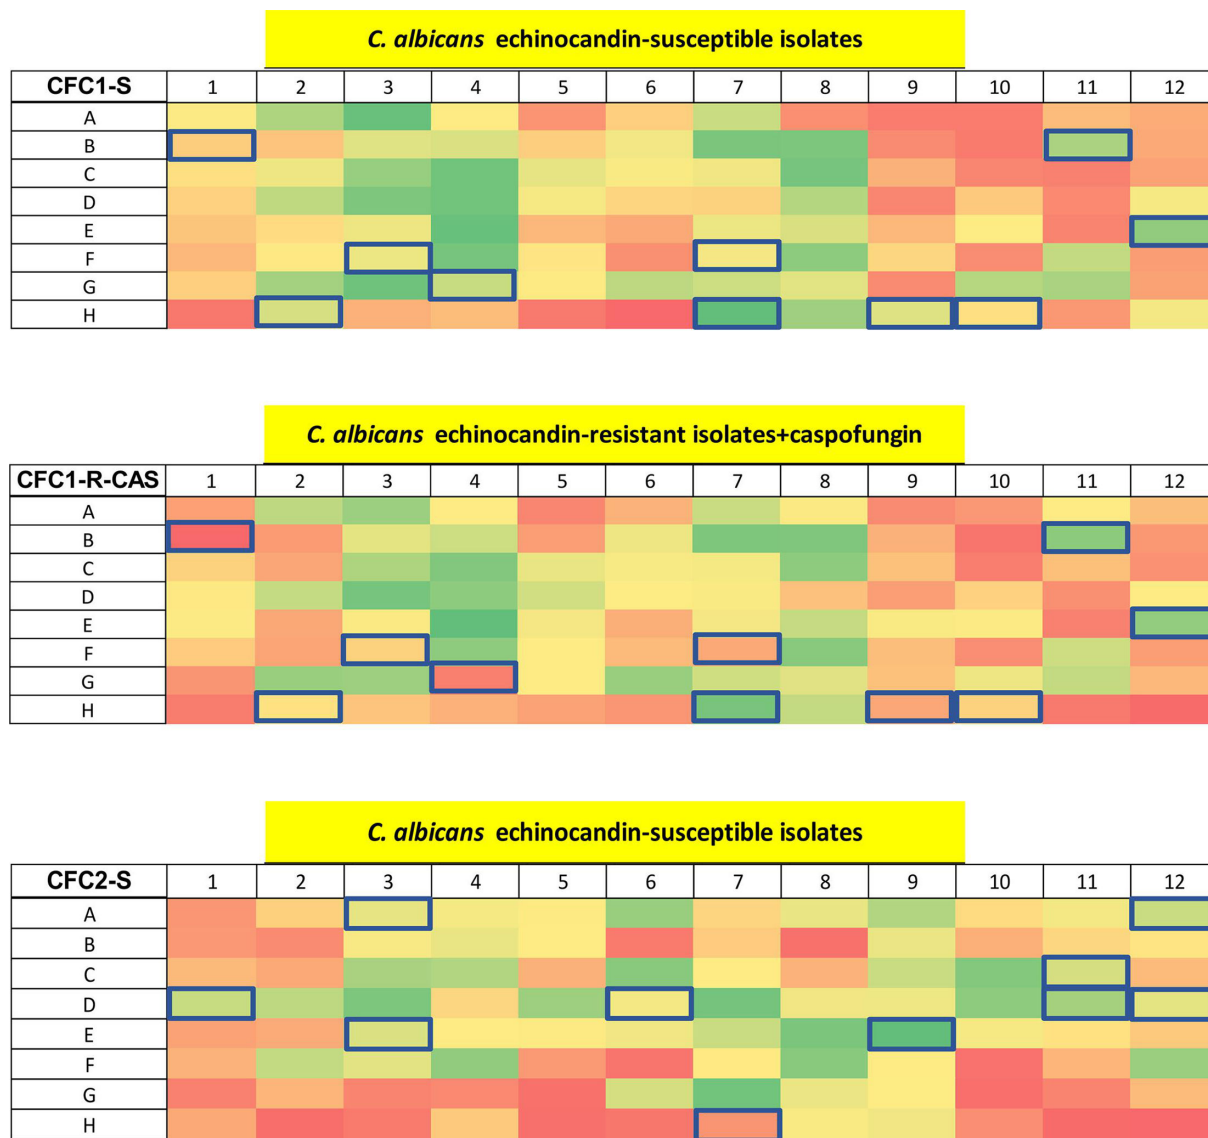 C. albicans echinocandin-susceptible isolates
CFC1-S 1 2 3 4 5 6 7 8 9 10 11 12
A
B
C
D
E
F
G
H
C. albicans echinocandin-resistant isolates+caspofungin
CFC1-R-CAS 1 2 3 4 5 6 7 8 9 10 11 12
A
B
C
D
E
F
G
H
C. albicans echinocandin-susceptible isolates
CFC2-S 1 2 3 4 5 6 7 8 9 10 11 12
A
B
C
D
E
F
G
H